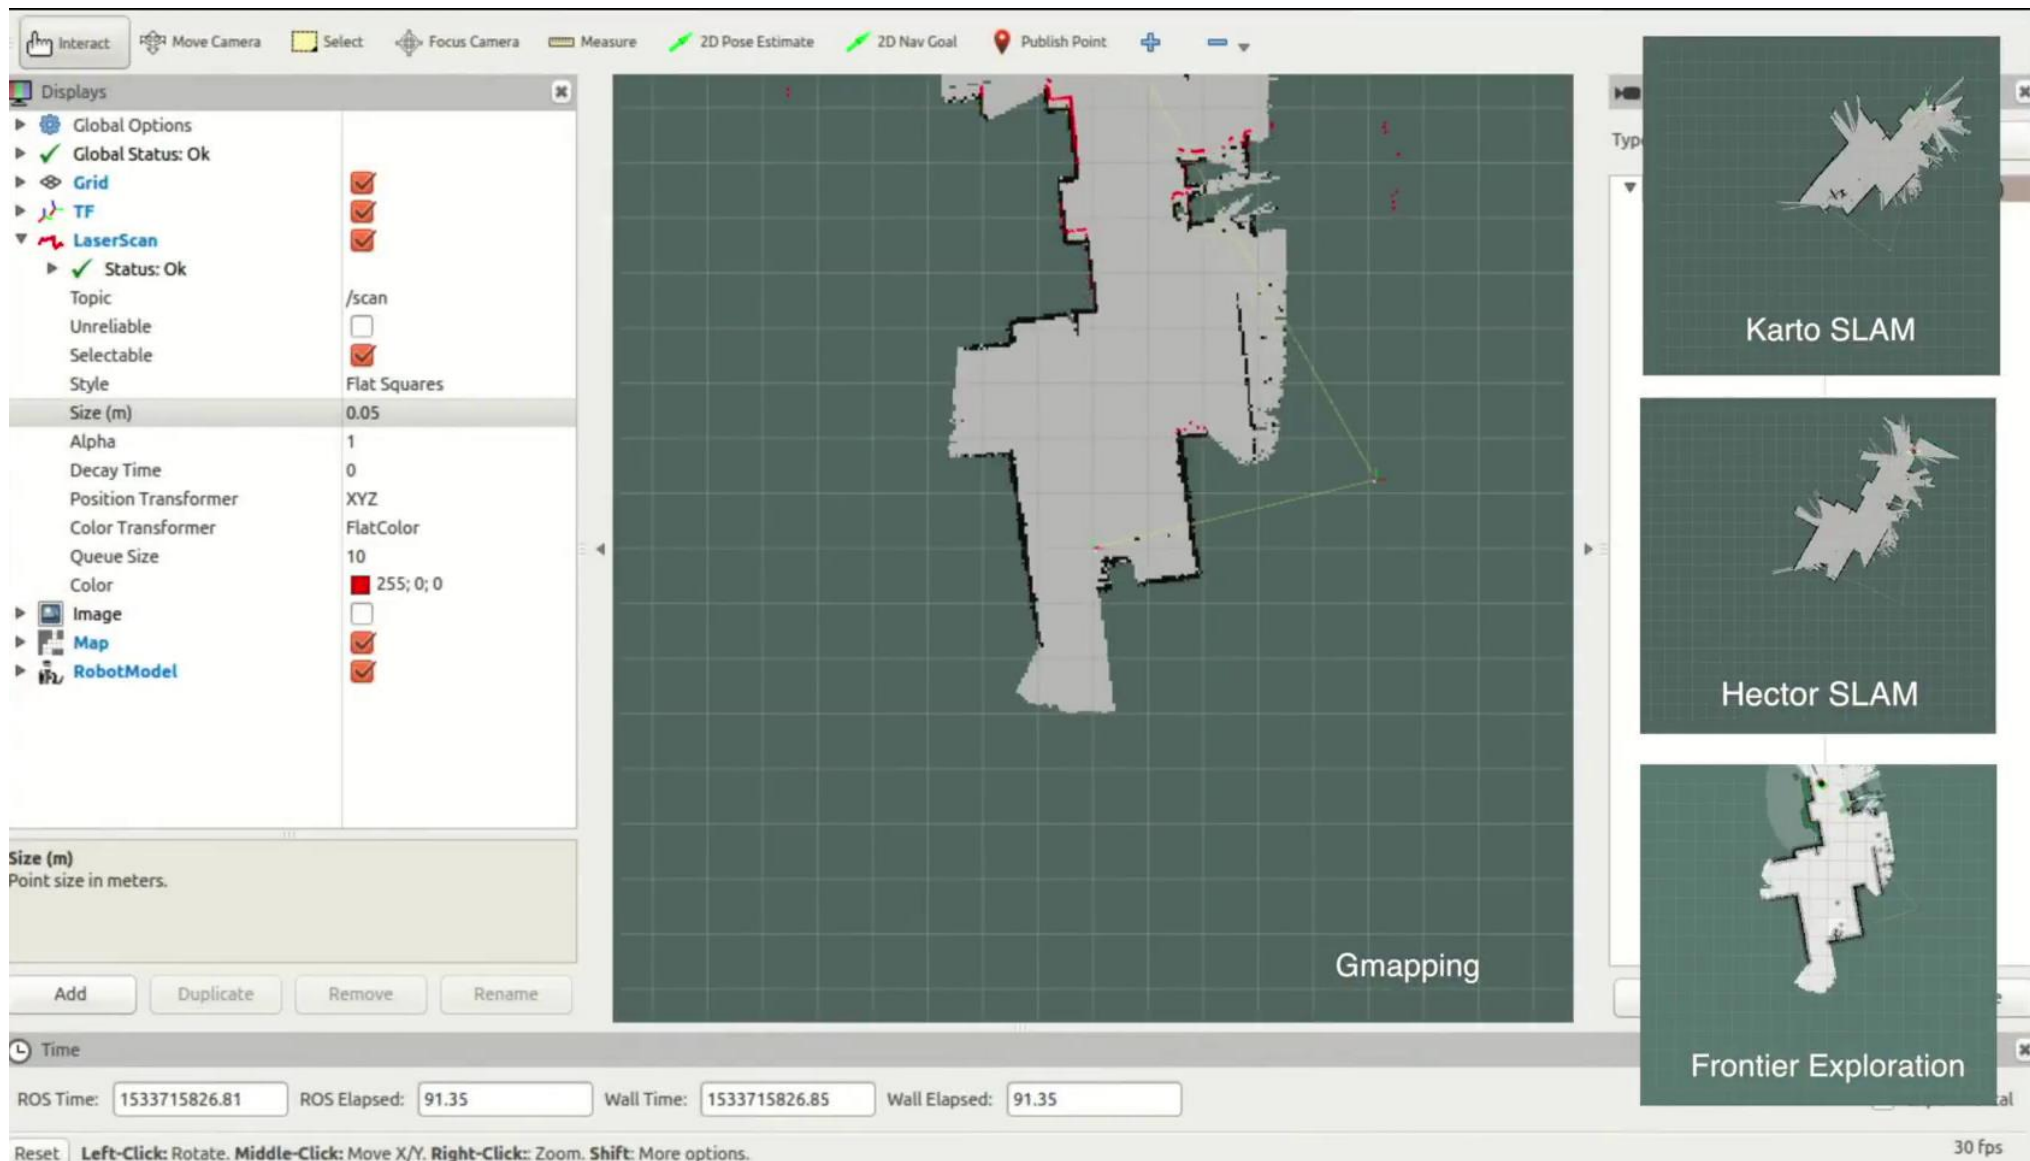 Interact Move Camera Select Focus Camera Measure 2D Pose Estimate 2D Nav Goal Publish Point
Displays
Global Options
Global Status: Ok
Grid
TF
LaserScan
Status: Ok
Topic /scan
Unreliable
Selectable
Style Flat Squares
Size (m) 0.05
Alpha 1
Decay Time 0
Position Transformer XYZ
Color Transformer FlatColor
Queue Size 10
Color 255; 0; 0
Image
Map
RobotModel
Size (m)
Point size in meters.
Add Duplicate Remove Rename
Gmapping
Typ
Karto SLAM
Hector SLAM
Frontier Exploration
Time
ROS Time: 1533715826.81 ROS Elapsed: 91.35 Wall Time: 1533715826.85 Wall Elapsed: 91.35
Reset Left-Click: Rotate. Middle-Click: Move X/Y. Right-Click:: Zoom. Shift: More options. 30 fps